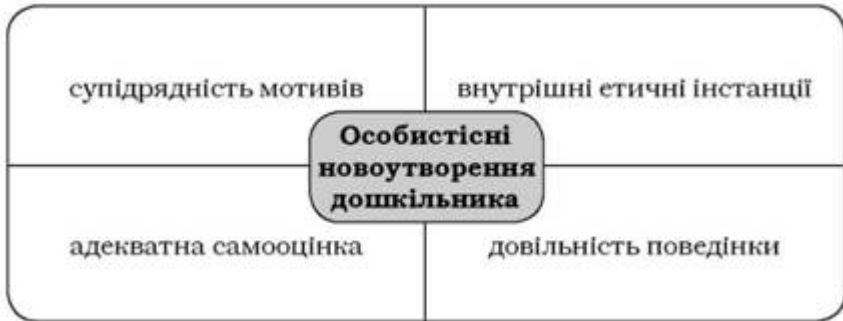 супідрядність мотивів
внутрішні етичні інстанції
Особистісні
новоутворення
дошкільника
адекватна самооцінка
довільність поведінки